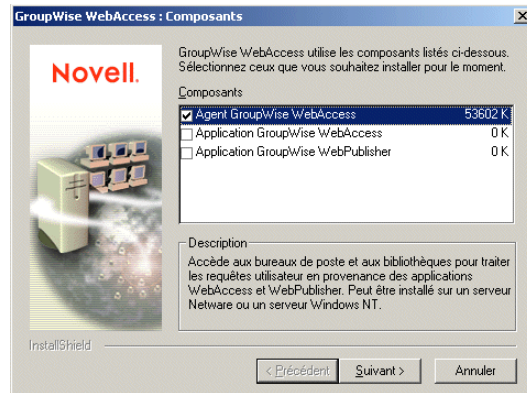 GroupWise WebAccess : Composants
Novell.
GroupWise WebAccess utilise les composants listés ci-dessous.
Sélectionnez ceux que vous souhaitez installer pour le moment.
Composants
Agent GroupWise WebAccess 53602 K
Application GroupWise WebAccess 0 K
Application GroupWise WebPublisher 0 K
Description
Accède aux bureaux de poste et aux bibliothèques pour traiter
les requêtes utilisateur en provenance des applications
WebAccess et WebPublisher. Peut être installé sur un serveur
Netware ou un serveur Windows NT.
InstallShield
< Précédent Suivant > Annuler